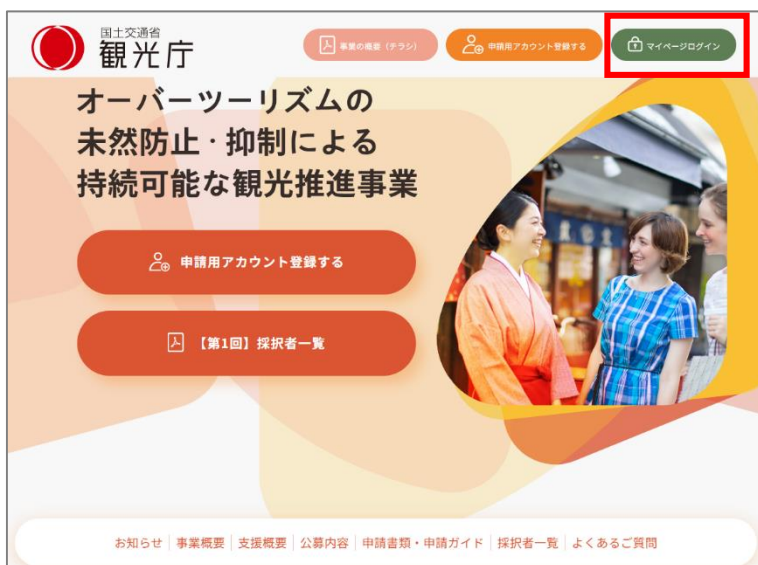 国土交通省
観光庁
事業の概要（チラシ）
申請用アカウント登録する
マイページログイン
オーバーツーリズムの
未然防止・抑制による
持続可能な観光推進事業
申請用アカウント登録する
【第1回】採択者一覧
お知らせ｜事業概要｜支援概要｜公募内容｜申請書類・申請ガイド｜採択者一覧｜よくあるご質問